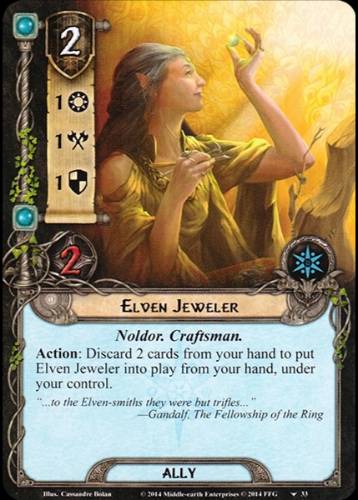 2
1
1
1
2
ELVEN JEWELER
Noldor. Craftsman.
Action: Discard 2 cards from your hand to put
Elven Jeweler into play from your hand, under
your control.
"...to the Elven-smiths they were but trifles..."
—Gandalf, The Fellowship of the Ring
ALLY
Illus. Cassandre Bolan
© 2014 Middle-earth Enterprises © 2014 FFG
33